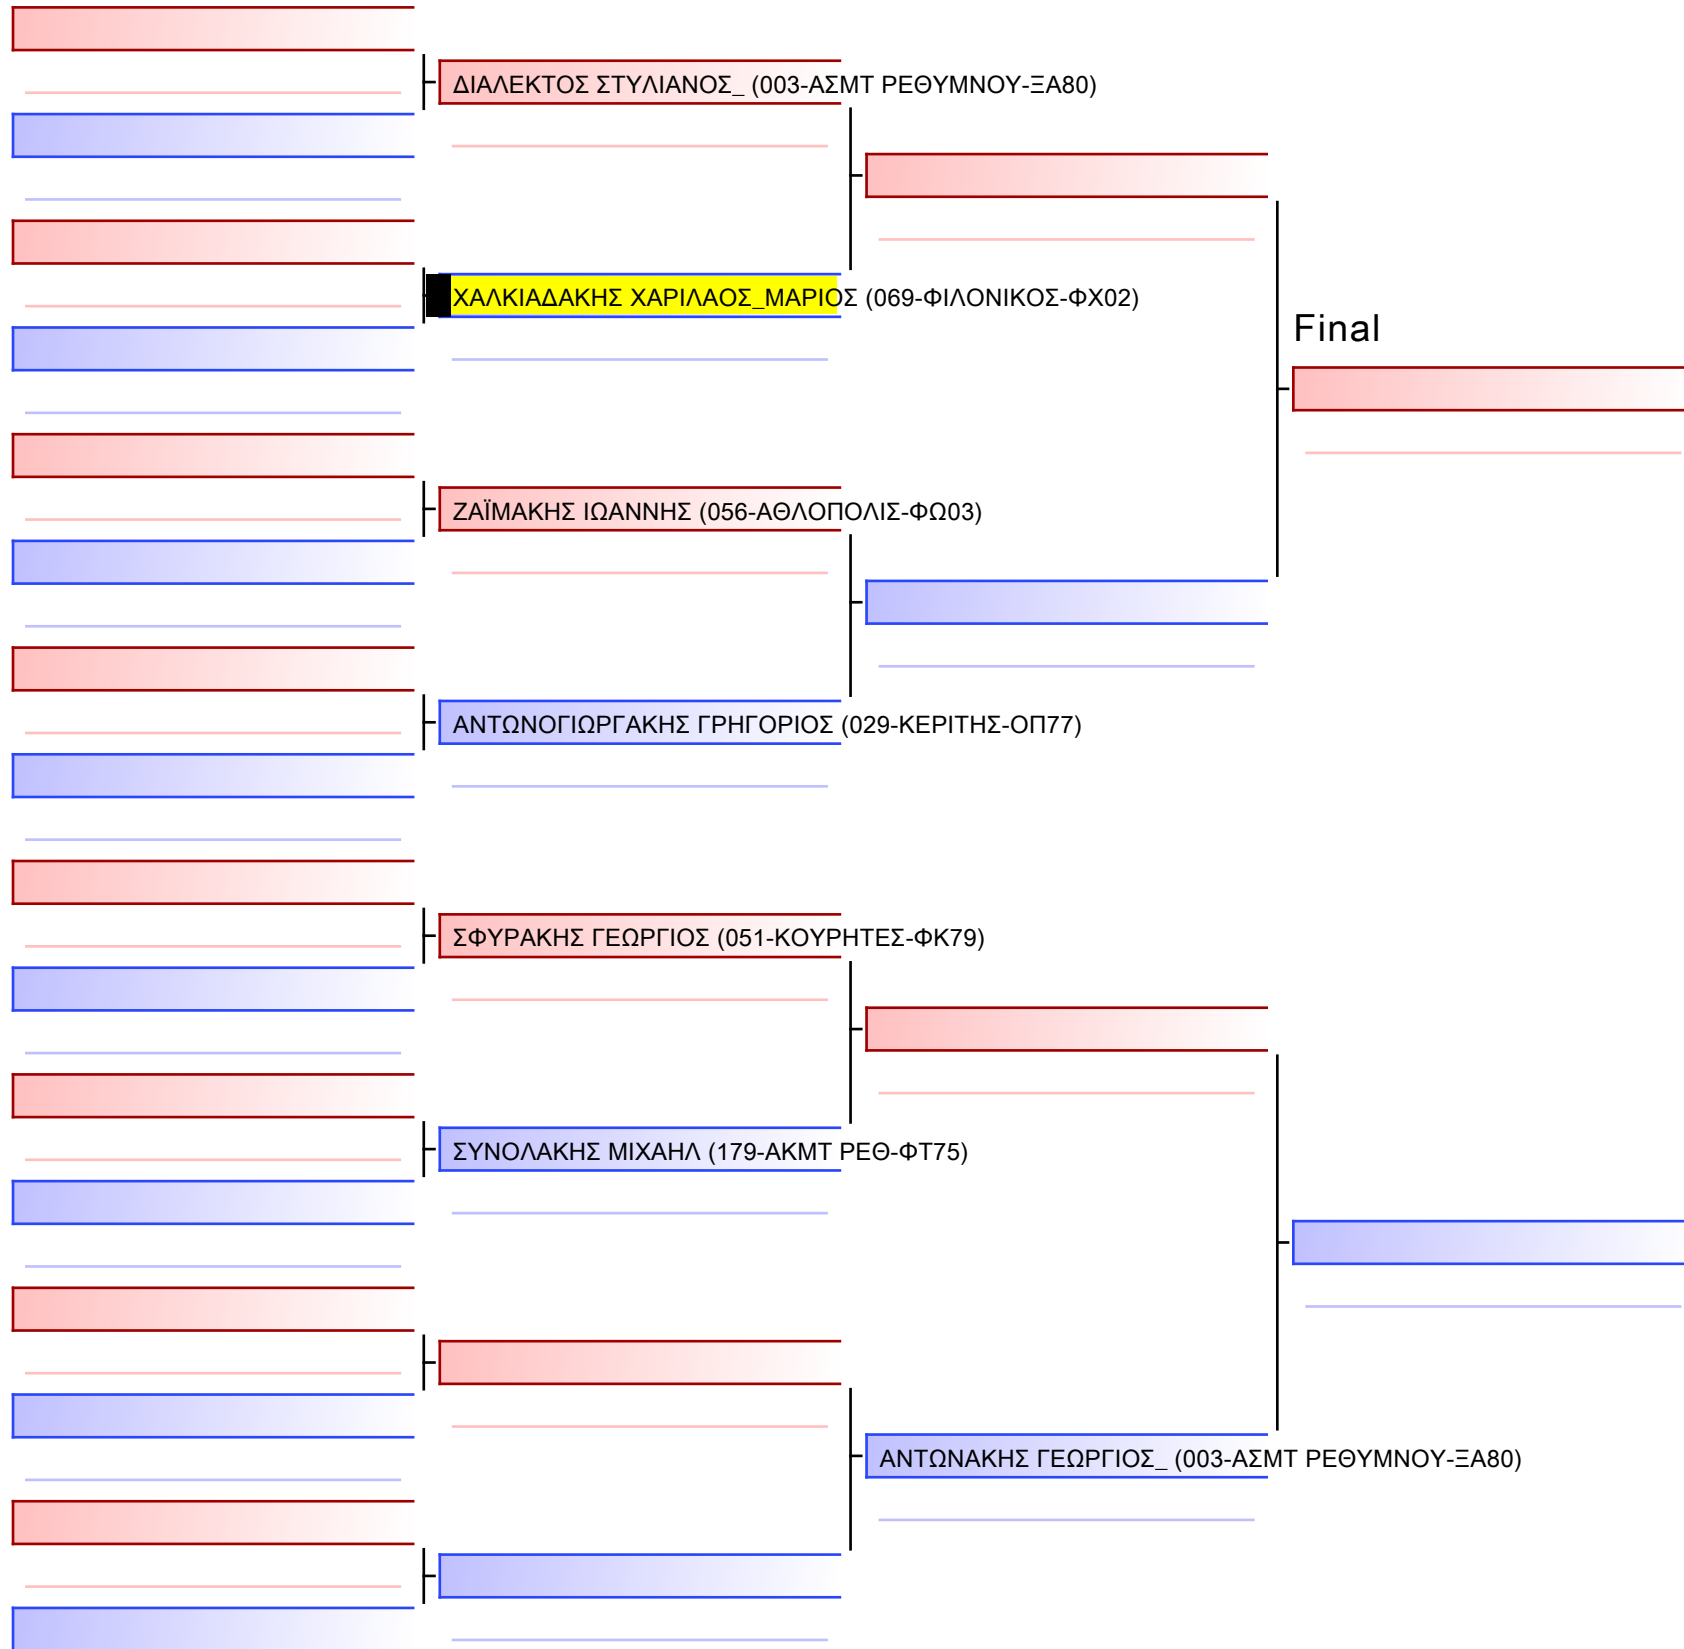 ΔΙΑΛΕΚΤΟΣ ΣΤΥΛΙΑΝΟΣ_ (003-ΑΣΜΤ ΡΕΘΥΜΝΟΥ-ΞΑ80)
ΧΑΛΚΙΑΔΑΚΗΣ ΧΑΡΙΛΑΟΣ_ΜΑΡΙΟΣ (069-ΦΙΛΟΝΙΚΟΣ-ΦΧ02)
Final
ΖΑΪΜΑΚΗΣ ΙΩΑΝΝΗΣ (056-ΑΘΛΟΠΟΛΙΣ-ΦΩ03)
ΑΝΤΩΝΟΓΙΩΡΓΑΚΗΣ ΓΡΗΓΟΡΙΟΣ (029-ΚΕΡΙΤΗΣ-ΟΠ77)
ΣΦΥΡΑΚΗΣ ΓΕΩΡΓΙΟΣ (051-ΚΟΥΡΗΤΕΣ-ΦΚ79)
ΣΥΝΟΛΑΚΗΣ ΜΙΧΑΗΛ (179-ΑΚΜΤ ΡΕΘ-ΦΤ75)
ΑΝΤΩΝΑΚΗΣ ΓΕΩΡΓΙΟΣ_ (003-ΑΣΜΤ ΡΕΘΥΜΝΟΥ-ΞΑ80)